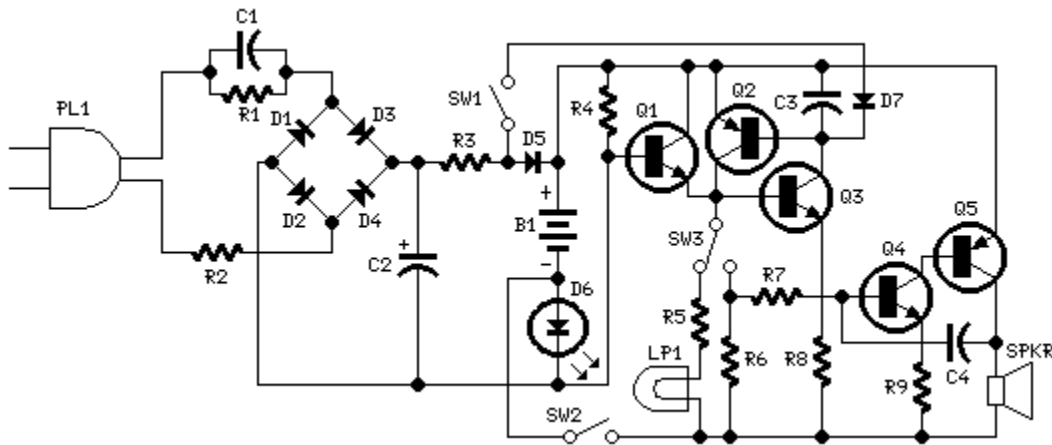 C1
R1
PL1
D1
D3
D2
D4
R2
C2
+
R3
SW1
D5
+
B1
-
D6
R4
Q1
Q2
C3
D7
Q3
SW3
R5
LP1
R6
R7
R8
Q4
Q5
R9
C4
SPKR
SW2